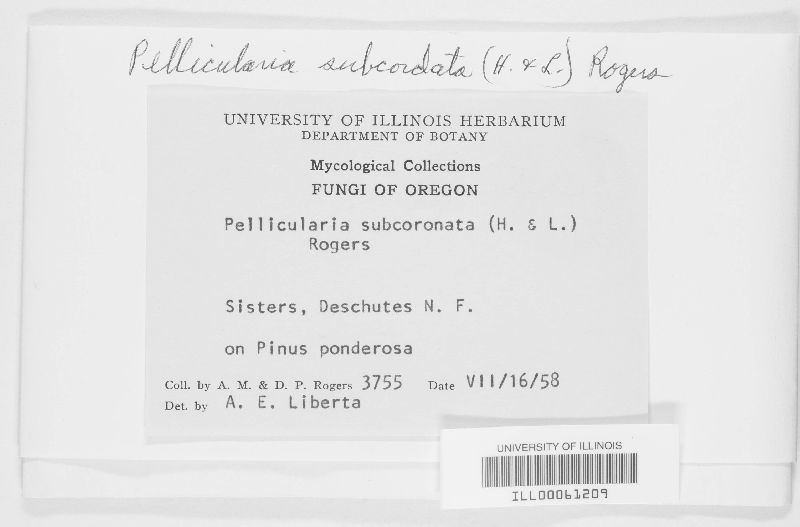 Pellicularia subcordata (H. & L.) Rogers
UNIVERSITY OF ILLINOIS HERBARIUM
DEPARTMENT OF BOTANY
Mycological Collections
FUNGI OF OREGON
Pellicularia subcoronata (H. & L.)
Rogers
Sisters, Deschutes N. F.
on Pinus ponderosa
Coll. by A. M. & D. P. Rogers 3755 Date VII/16/58
Det. by A. E. Liberta
UNIVERSITY OF ILLINOIS
ILL00061209